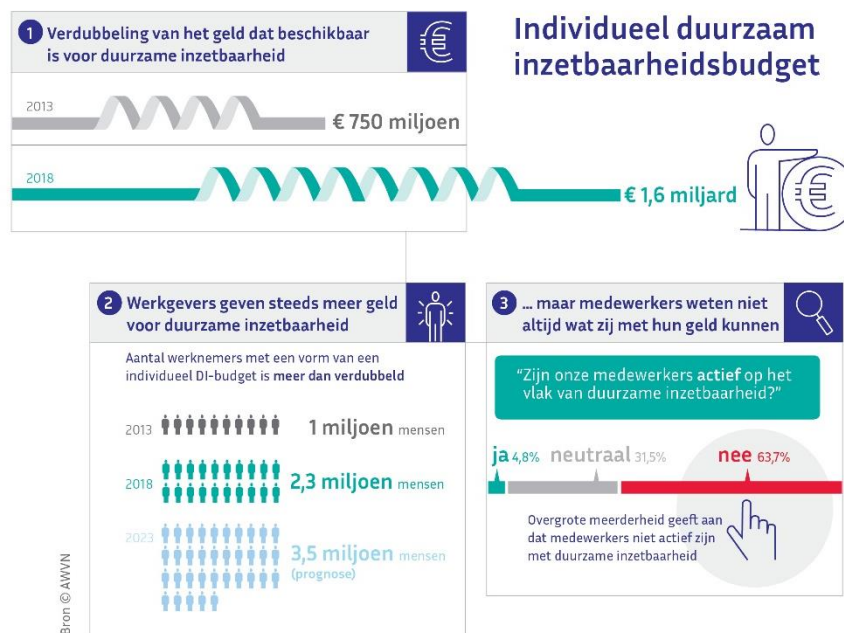 Individueel duurzaam
inzetbaarheidsbudget
1 Verdubbeling van het geld dat beschikbaar
is voor duurzame inzetbaarheid
2013
€ 750 miljoen
2018
€ 1,6 miljard
2 Werkgevers geven steeds meer geld
voor duurzame inzetbaarheid
Aantal werknemers met een vorm van een
individueel DI-budget is meer dan verdubbeld
2013 1 miljoen mensen
2018 2,3 miljoen mensen
2023 3,5 miljoen mensen
(prognose)
3 ... maar medewerkers weten niet
altijd wat zij met hun geld kunnen
“Zijn onze medewerkers actief op het
vlak van duurzame inzetbaarheid?”
ja 4,8% neutraal 31,5% nee 63,7%
Overgrote meerderheid geeft aan
dat medewerkers niet actief zijn
met duurzame inzetbaarheid
Bron © AWVN